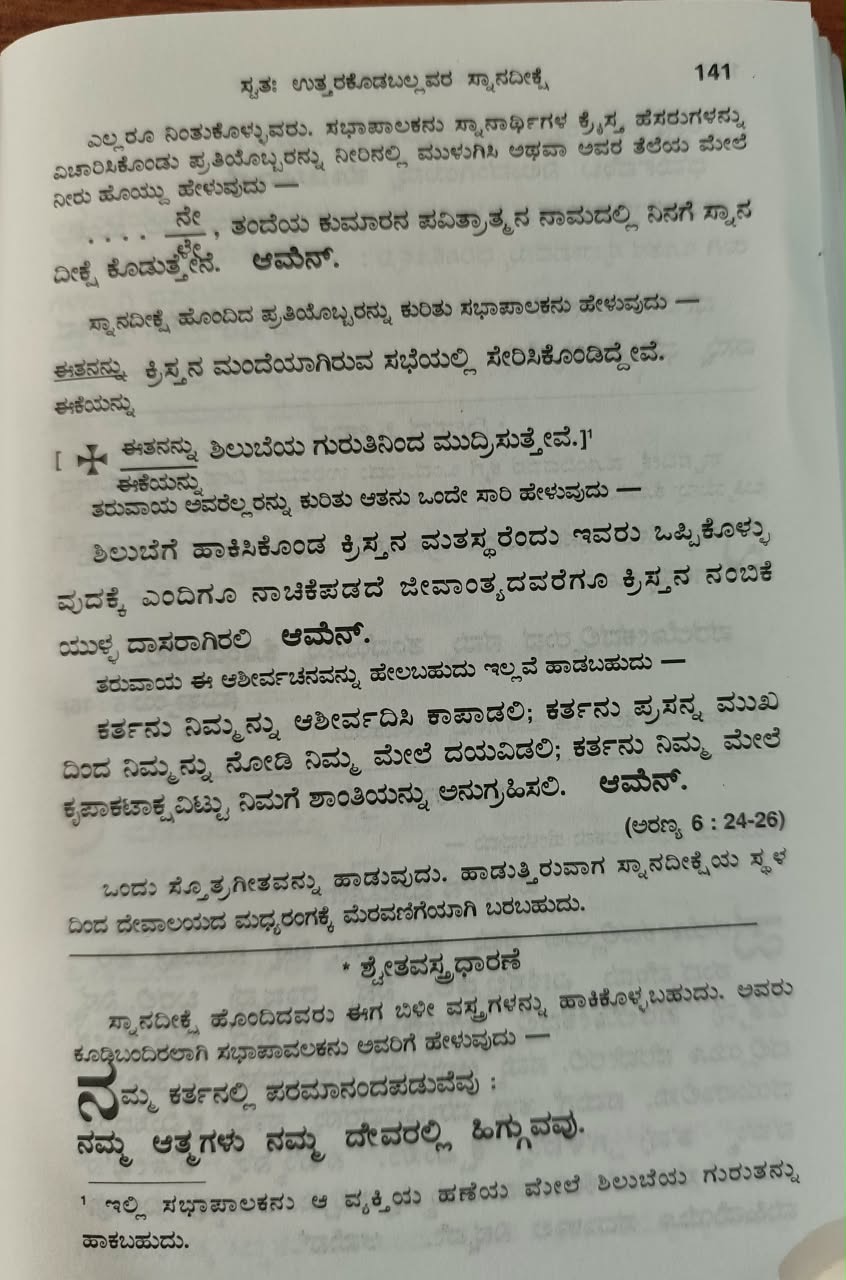 ಸ್ವತಃ ಉತ್ತರಕೊಡಬಲ್ಲವರ ಸ್ನಾನದೀಕ್ಷೆ 141
ಎಲ್ಲರೂ ನಿಂತುಕೊಳ್ಳುವರು. ಸಭಾಪಾಲಕನು ಸ್ನಾನಾರ್ಥಿಗಳ ಕ್ರೈಸ್ತ ಹೆಸರುಗಳನ್ನು
ವಿಚಾರಿಸಿಕೊಂಡು ಪ್ರತಿಯೊಬ್ಬರನ್ನು ನೀರಿನಲ್ಲಿ ಮುಳುಗಿಸಿ ಅಥವಾ ಅವರ ತಲೆಯ ಮೇಲೆ
ನೀರು ಹೊಯ್ದು ಹೇಳುವುದು —
. . . . ನೇ, ತಂದೆಯ ಕುಮಾರನ ಪವಿತ್ರಾತ್ಮನ ನಾಮದಲ್ಲಿ ನಿನಗೆ ಸ್ನಾನ
ಳೇ
ದೀಕ್ಷೆ ಕೊಡುತ್ತೇನೆ. ಆಮೆನ್.
ಸ್ನಾನದೀಕ್ಷೆ ಹೊಂದಿದ ಪ್ರತಿಯೊಬ್ಬರನ್ನು ಕುರಿತು ಸಭಾಪಾಲಕನು ಹೇಳುವುದು —
ಈತನನ್ನು ಕ್ರಿಸ್ತನ ಮಂದೆಯಾಗಿರುವ ಸಭೆಯಲ್ಲಿ ಸೇರಿಸಿಕೊಂಡಿದ್ದೇವೆ.
ಈಕೆಯನ್ನು
[ ✠ ಈತನನ್ನು ಶಿಲುಬೆಯ ಗುರುತಿನಿಂದ ಮುದ್ರಿಸುತ್ತೇವೆ.]¹
ಈಕೆಯನ್ನು
ತರುವಾಯ ಅವರೆಲ್ಲರನ್ನು ಕುರಿತು ಆತನು ಒಂದೇ ಸಾರಿ ಹೇಳುವುದು —
ಶಿಲುಬೆಗೆ ಹಾಕಿಸಿಕೊಂಡ ಕ್ರಿಸ್ತನ ಮತಸ್ಥರೆಂದು ಇವರು ಒಪ್ಪಿಕೊಳ್ಳು
ವುದಕ್ಕೆ ಎಂದಿಗೂ ನಾಚಿಕೆಪಡದೆ ಜೀವಾಂತ್ಯದವರೆಗೂ ಕ್ರಿಸ್ತನ ನಂಬಿಕೆ
ಯುಳ್ಳ ದಾಸರಾಗಿರಲಿ ಆಮೆನ್.
ತರುವಾಯ ಈ ಆಶೀರ್ವಚನವನ್ನು ಹೇಲಬಹುದು ಇಲ್ಲವೆ ಹಾಡಬಹುದು —
ಕರ್ತನು ನಿಮ್ಮನ್ನು ಆಶೀರ್ವದಿಸಿ ಕಾಪಾಡಲಿ; ಕರ್ತನು ಪ್ರಸನ್ನ ಮುಖ
ದಿಂದ ನಿಮ್ಮನ್ನು ನೋಡಿ ನಿಮ್ಮ ಮೇಲೆ ದಯವಿಡಲಿ; ಕರ್ತನು ನಿಮ್ಮ ಮೇಲೆ
ಕೃಪಾಕಟಾಕ್ಷವಿಟ್ಟು ನಿಮಗೆ ಶಾಂತಿಯನ್ನು ಅನುಗ್ರಹಿಸಲಿ. ಆಮೆನ್.
(ಅರಣ್ಯ 6 : 24-26)
ಒಂದು ಸ್ತೋತ್ರಗೀತವನ್ನು ಹಾಡುವುದು. ಹಾಡುತ್ತಿರುವಾಗ ಸ್ನಾನದೀಕ್ಷೆಯ ಸ್ಥಳ
ದಿಂದ ದೇವಾಲಯದ ಮಧ್ಯರಂಗಕ್ಕೆ ಮೆರವಣಿಗೆಯಾಗಿ ಬರಬಹುದು.
* ಶ್ವೇತವಸ್ತ್ರಧಾರಣೆ
ಸ್ನಾನದೀಕ್ಷೆ ಹೊಂದಿದವರು ಈಗ ಬಿಳೀ ವಸ್ತ್ರಗಳನ್ನು ಹಾಕಿಕೊಳ್ಳಬಹುದು. ಅವರು
ಕೂಡಿಬಂದಿರಲಾಗಿ ಸಭಾಪಾವಲಕನು ಅವರಿಗೆ ಹೇಳುವುದು —
ನಮ್ಮ ಕರ್ತನಲ್ಲಿ ಪರಮಾನಂದಪಡುವೆವು :
ನಮ್ಮ ಆತ್ಮಗಳು ನಮ್ಮ ದೇವರಲ್ಲಿ ಹಿಗ್ಗುವವು.
¹ ಇಲ್ಲಿ ಸಭಾಪಾಲಕನು ಆ ವ್ಯಕ್ತಿಯ ಹಣೆಯ ಮೇಲೆ ಶಿಲುಬೆಯ ಗುರುತನ್ನು
ಹಾಕಬಹುದು.